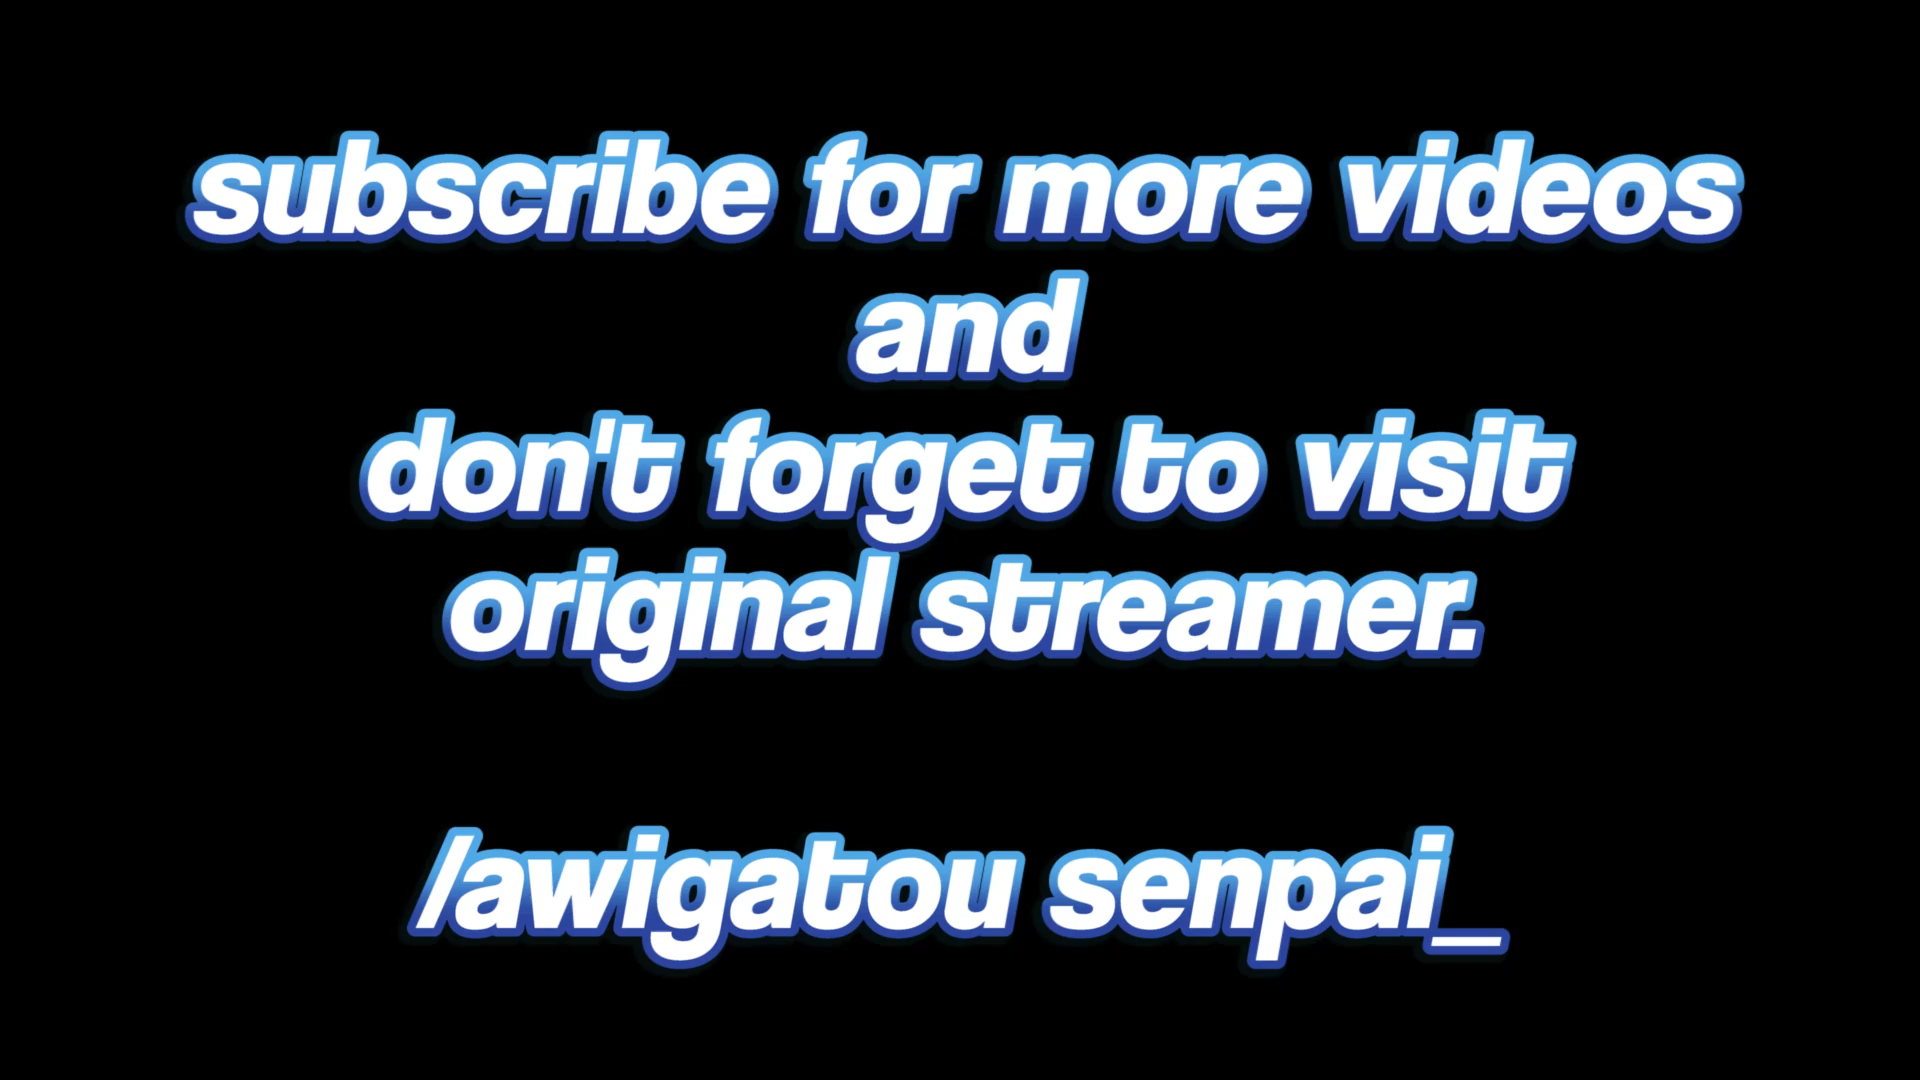 subscribe for more videos
and
don't forget to visit
original streamer.
/awigatou senpai_